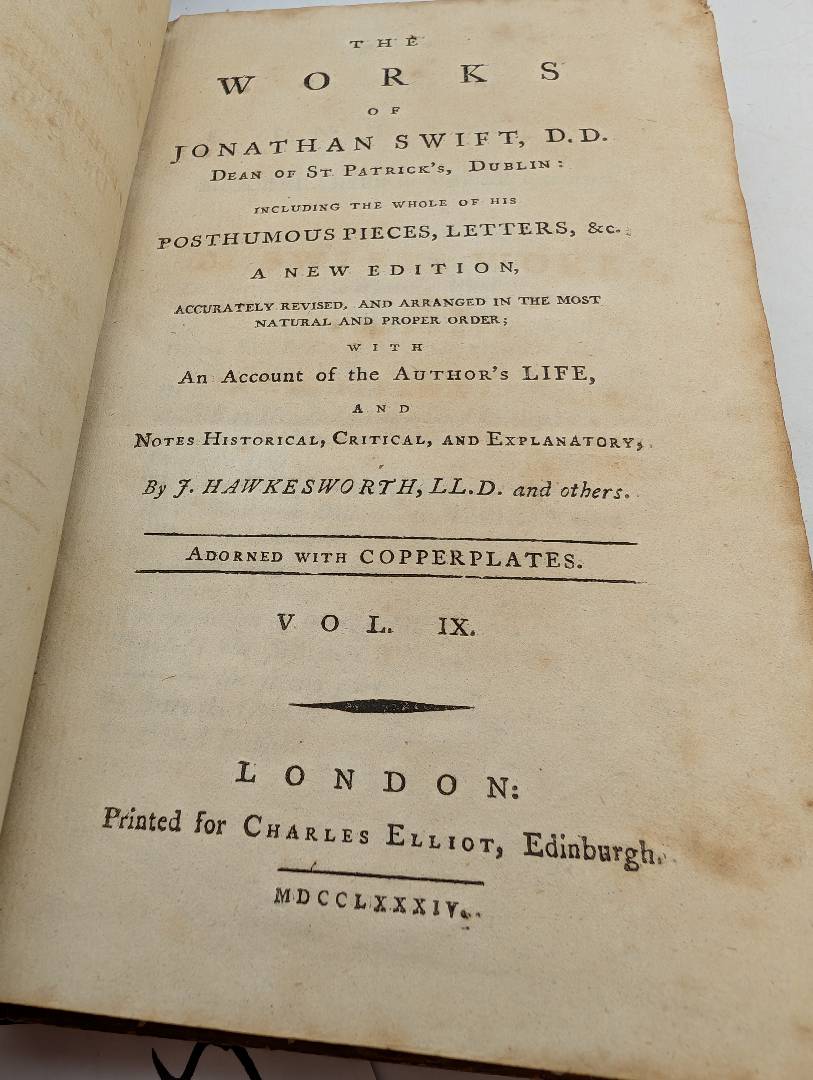 THE
WORKS
OF
JONATHAN SWIFT, D.D.
DEAN OF ST PATRICK'S, DUBLIN:
INCLUDING THE WHOLE OF HIS
POSTHUMOUS PIECES, LETTERS, &c.
A NEW EDITION,
ACCURATELY REVISED, AND ARRANGED IN THE MOST
NATURAL AND PROPER ORDER;
WITH
An Account of the AUTHOR'S LIFE,
AND
NOTES HISTORICAL, CRITICAL, AND EXPLANATORY,
By J. HAWKESWORTH, LL.D. and others.
ADORNED WITH COPPERPLATES.
VOL. IX.
LONDON:
Printed for CHARLES ELLIOT, Edinburgh.
MDCCLXXXIV.